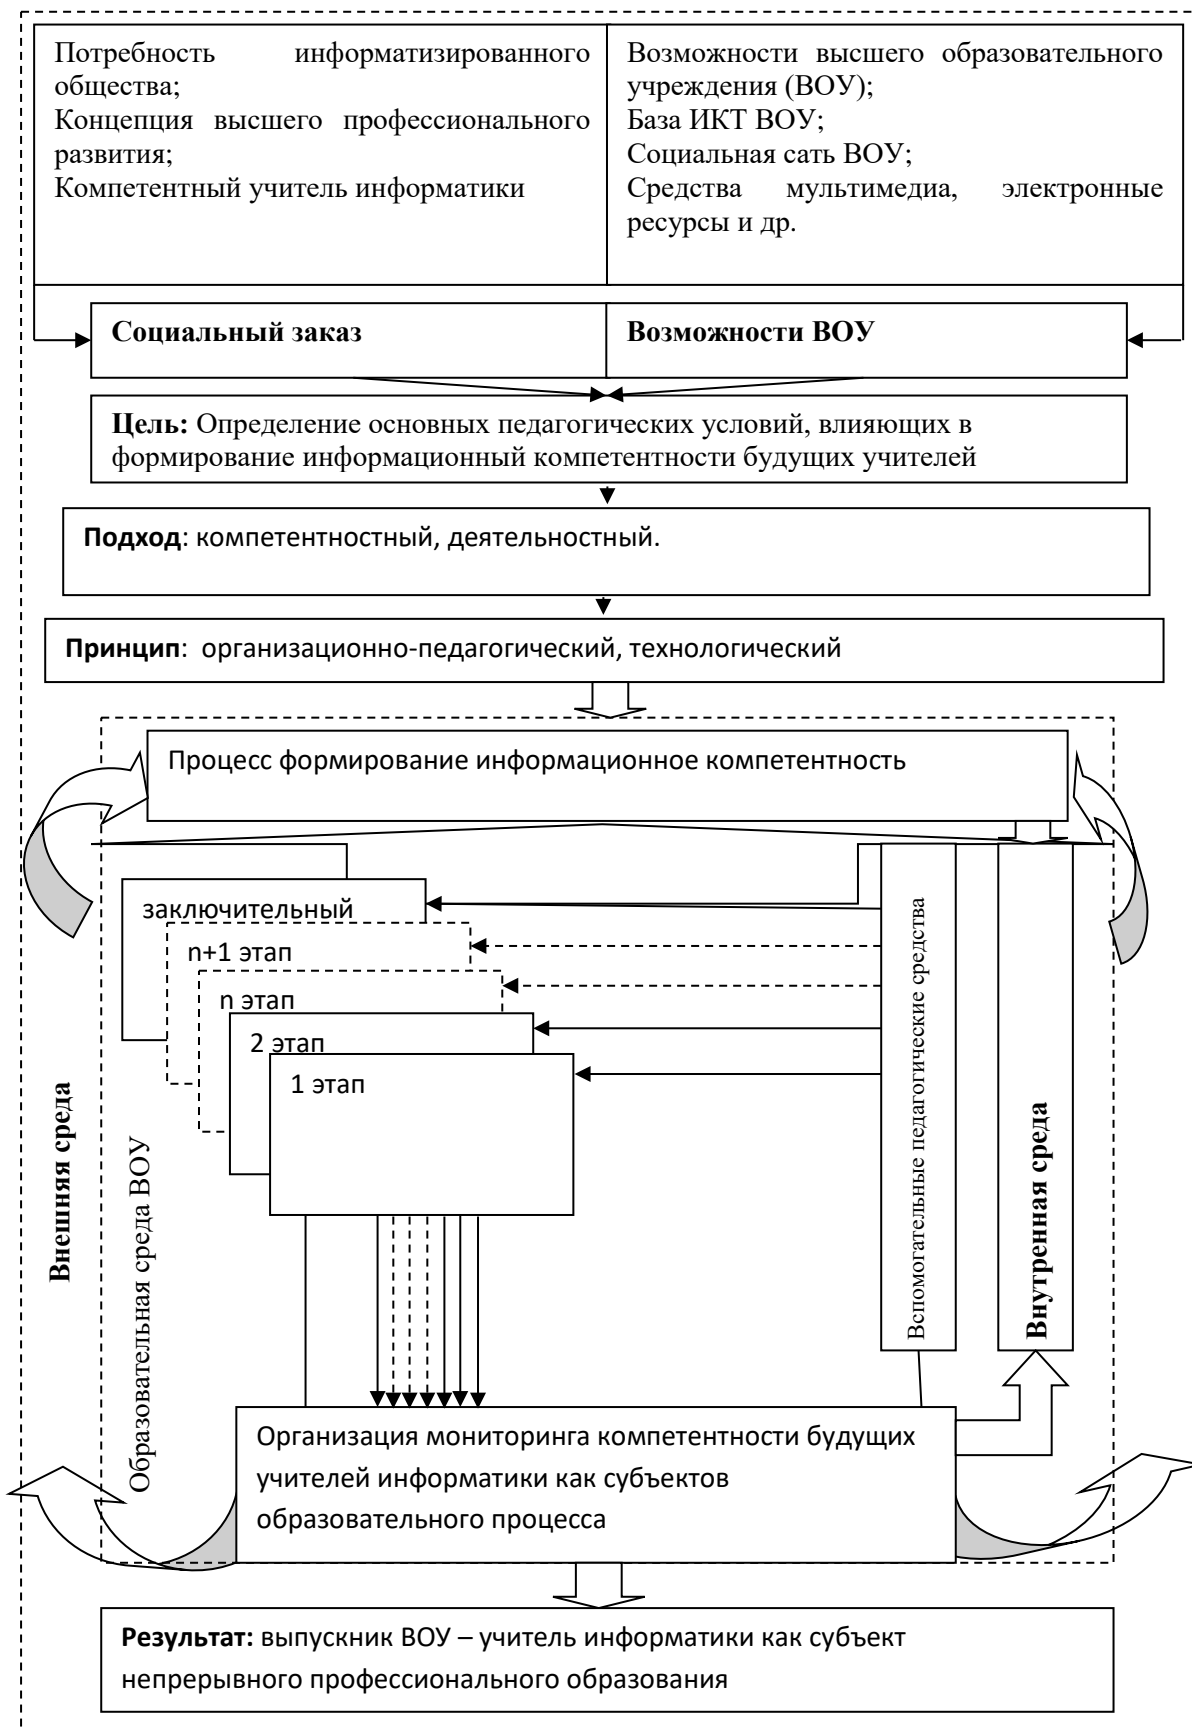 Потребность информатизированного
общества;
Концепция высшего профессионального
развития;
Компетентный учитель информатики
Возможности высшего образовательного
учреждения (ВОУ);
База ИКТ ВОУ;
Социальная сать ВОУ;
Средства мультимедиа, электронные
ресурсы и др.
Социальный заказ
Возможности ВОУ
Цель: Определение основных педагогических условий, влияющих в
формирование информационный компетентности будущих учителей
Подход: компетентностный, деятельностный.
Принцип: организационно-педагогический, технологический
Процесс формирование информационное компетентность
заключительный
n+1 этап
n этап
2 этап
1 этап
Внешняя среда
Образовательная среда ВОУ
Вспомогательные педагогические средства
Внутренная среда
Организация мониторинга компетентности будущих
учителей информатики как субъектов
образовательного процесса
Результат: выпускник ВОУ – учитель информатики как субъект
непрерывного профессионального образования